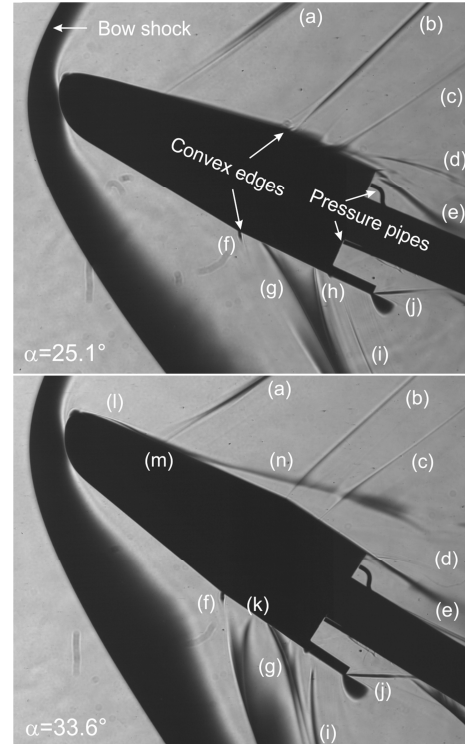 Bow shock
(a)
(b)
(c)
Convex edges
(d)
Pressure pipes
(e)
(f)
(g)
(h)
(j)
(i)
α=25.1°
(l)
(a)
(b)
(m)
(n)
(c)
(d)
(f)
(k)
(e)
(g)
(j)
(i)
α=33.6°